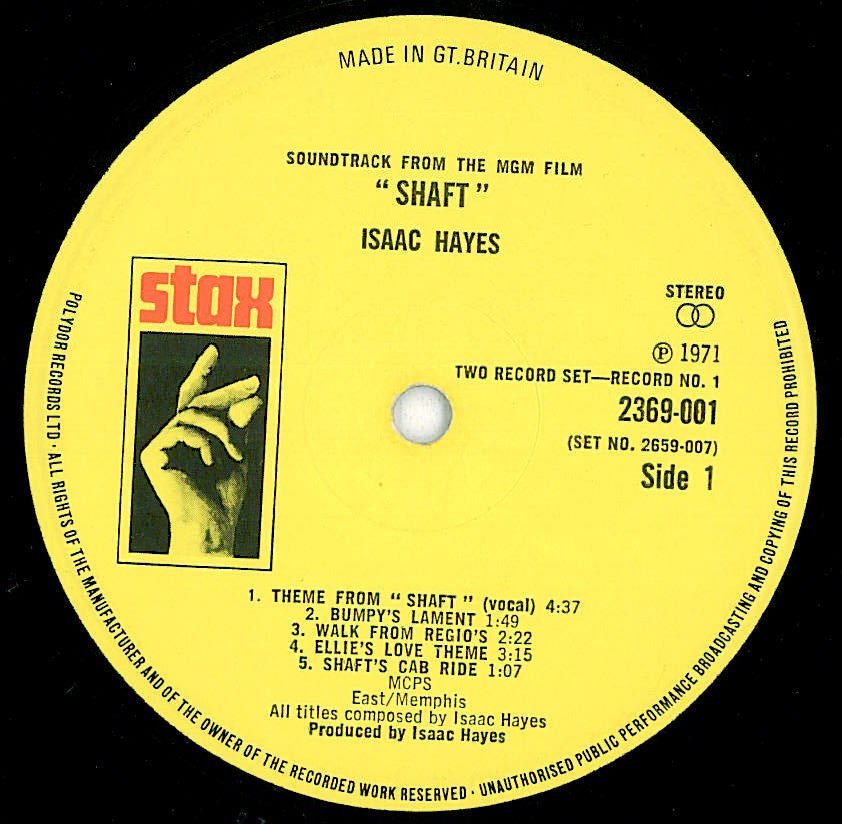 MADE IN GT.BRITAIN
SOUNDTRACK FROM THE MGM FILM
“ SHAFT ”
ISAAC HAYES
stax
STEREO
Ⓟ 1971
TWO RECORD SET—RECORD NO. 1
2369-001
(SET NO. 2659-007)
Side 1
1. THEME FROM “ SHAFT ” (vocal) 4:37
2. BUMPY'S LAMENT 1:49
3. WALK FROM REGIO'S 2:22
4. ELLIE'S LOVE THEME 3:15
5. SHAFT'S CAB RIDE 1:07
MCPS
East/Memphis
All titles composed by Isaac Hayes
Produced by Isaac Hayes
POLYDOR RECORDS LTD · ALL RIGHTS OF THE MANUFACTURER AND OF THE OWNER OF THE RECORDED WORK RESERVED · UNAUTHORISED PUBLIC PERFORMANCE BROADCASTING AND COPYING OF THIS RECORD PROHIBITED